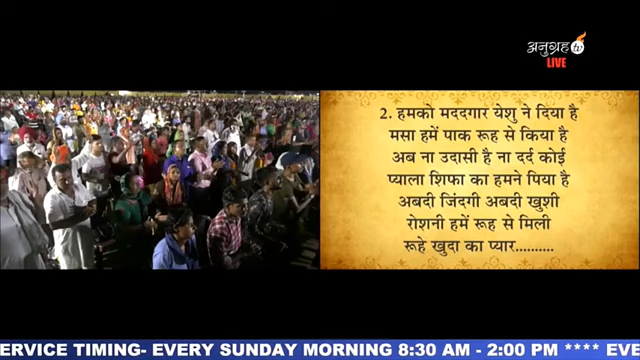 अनुग्रह tv
LIVE
2. हमको मददगार येशु ने दिया है
मसा हमें पाक रूह से किया है
अब ना उदासी है ना दर्द कोई
प्याला शिफा का हमने पिया है
अबदी जिंदगी अबदी खुशी
रोशनी हमें रूह से मिली
रूहे खुदा का प्यार..........
ERVICE TIMING- EVERY SUNDAY MORNING 8:30 AM - 2:00 PM **** EVE